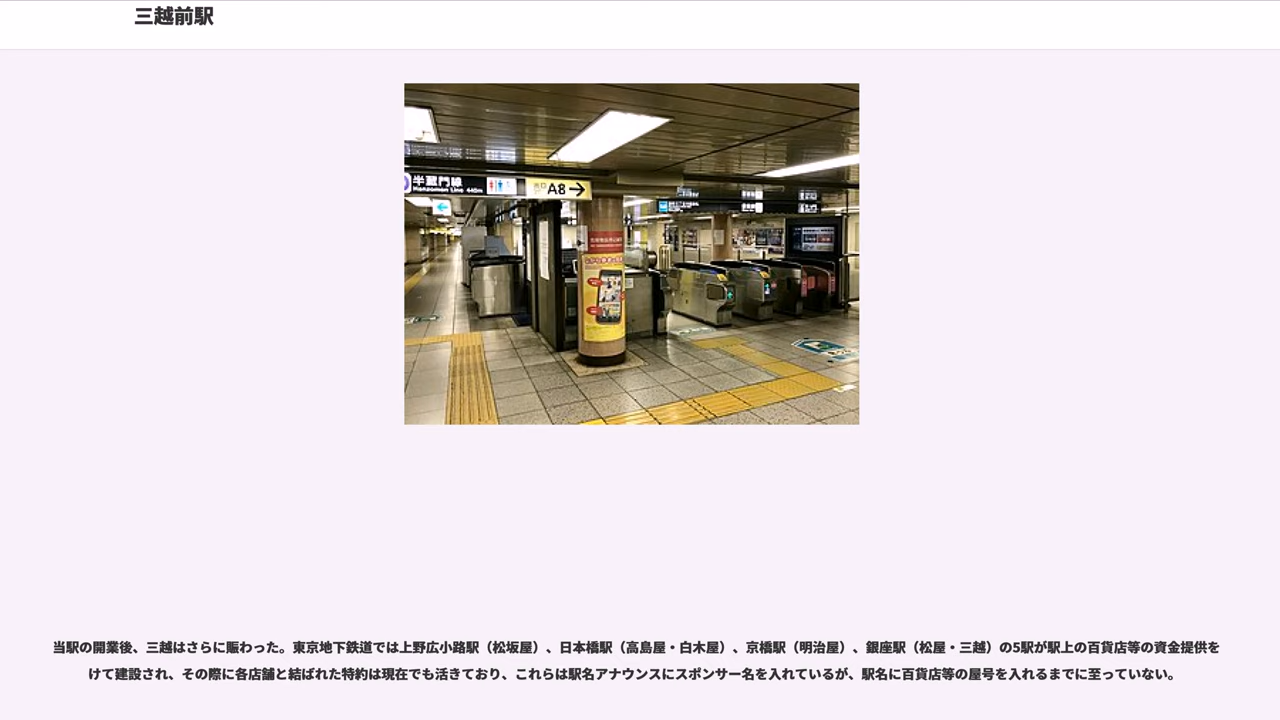 三越前駅
半蔵門線
Hanzomon Line 440m
A8→
当駅の開業後、三越はさらに賑わった。東京地下鉄道では上野広小路駅（松坂屋）、日本橋駅（高島屋・白木屋）、京橋駅（明治屋）、銀座駅（松屋・三越）の5駅が駅上の百貨店等の資金提供を
けて建設され、その際に各店舗と結ばれた特約は現在でも活きており、これらは駅名アナウンスにスポンサー名を入れているが、駅名に百貨店等の屋号を入れるまでに至っていない。